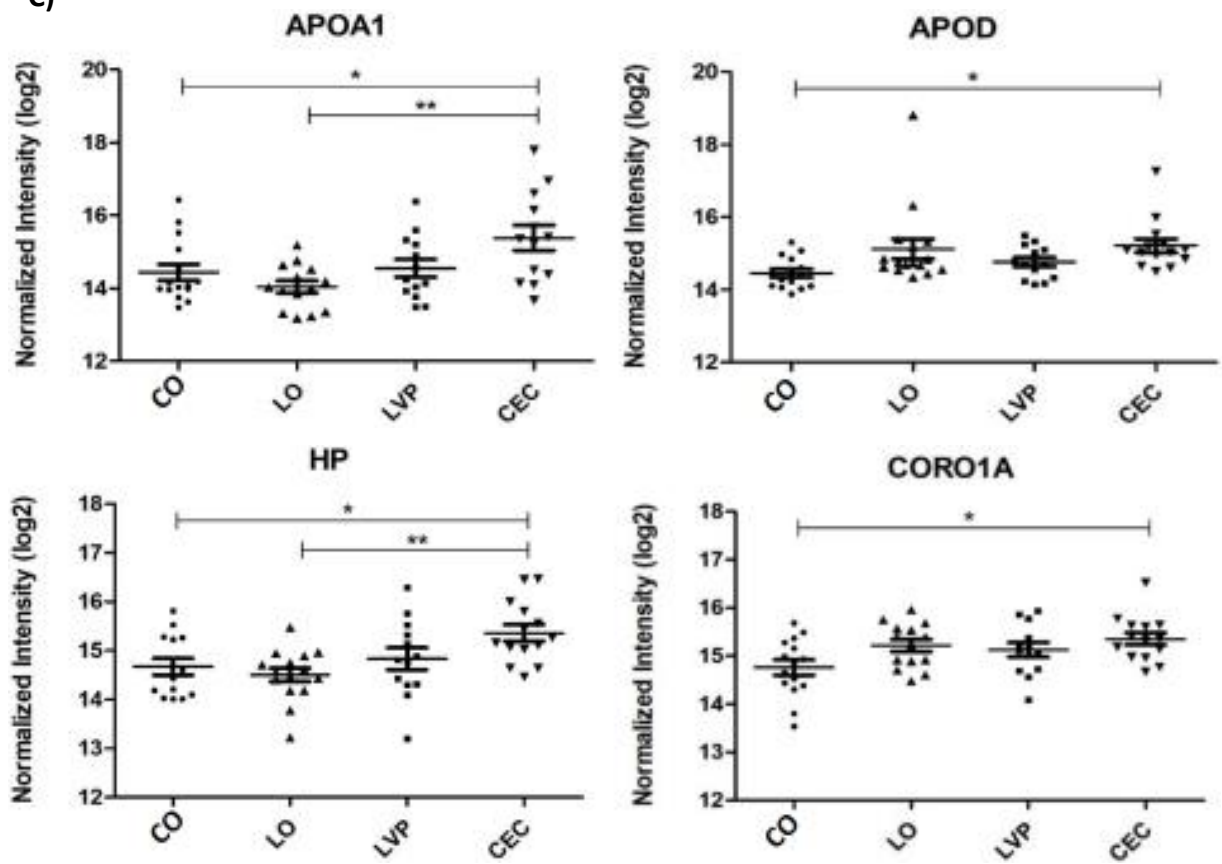 C)
APOA1
Normalized Intensity (log2)
20
18
16
14
12
*
**
CO
LO
LVP
CEC
APOD
Normalized Intensity (log2)
20
18
16
14
12
*
CO
LO
LVP
CEC
HP
Normalized Intensity (log2)
18
17
16
15
14
13
12
*
**
CO
LO
LVP
CEC
CORO1A
Normalized Intensity (log2)
18
17
16
15
14
13
12
*
CO
LO
LVP
CEC